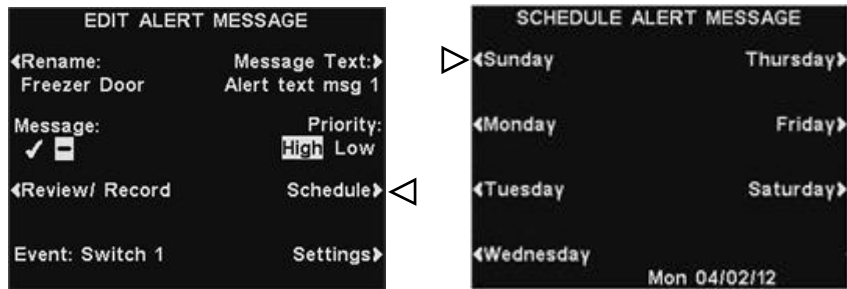 EDIT ALERT MESSAGE
Rename: Message Text:
Freezer Door Alert text msg 1
Message: Priority:
✓ – High Low
Review/ Record Schedule
Event: Switch 1 Settings
SCHEDULE ALERT MESSAGE
Sunday Thursday
Monday Friday
Tuesday Saturday
Wednesday
Mon 04/02/12